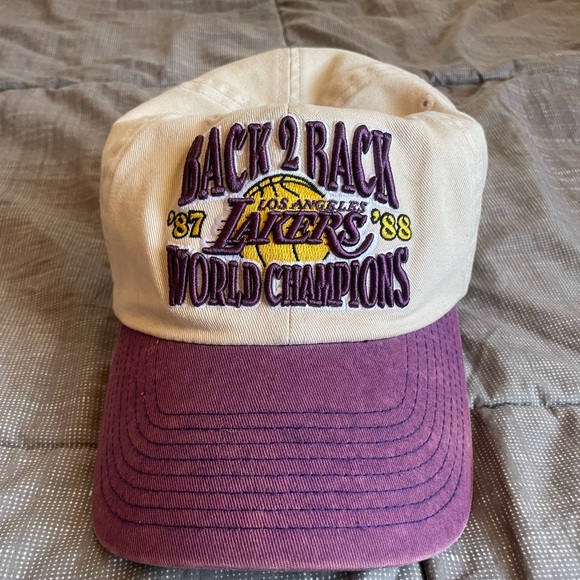 BACK 2 BACK
LOS ANGELES
'87 LAKERS '88
WORLD CHAMPIONS